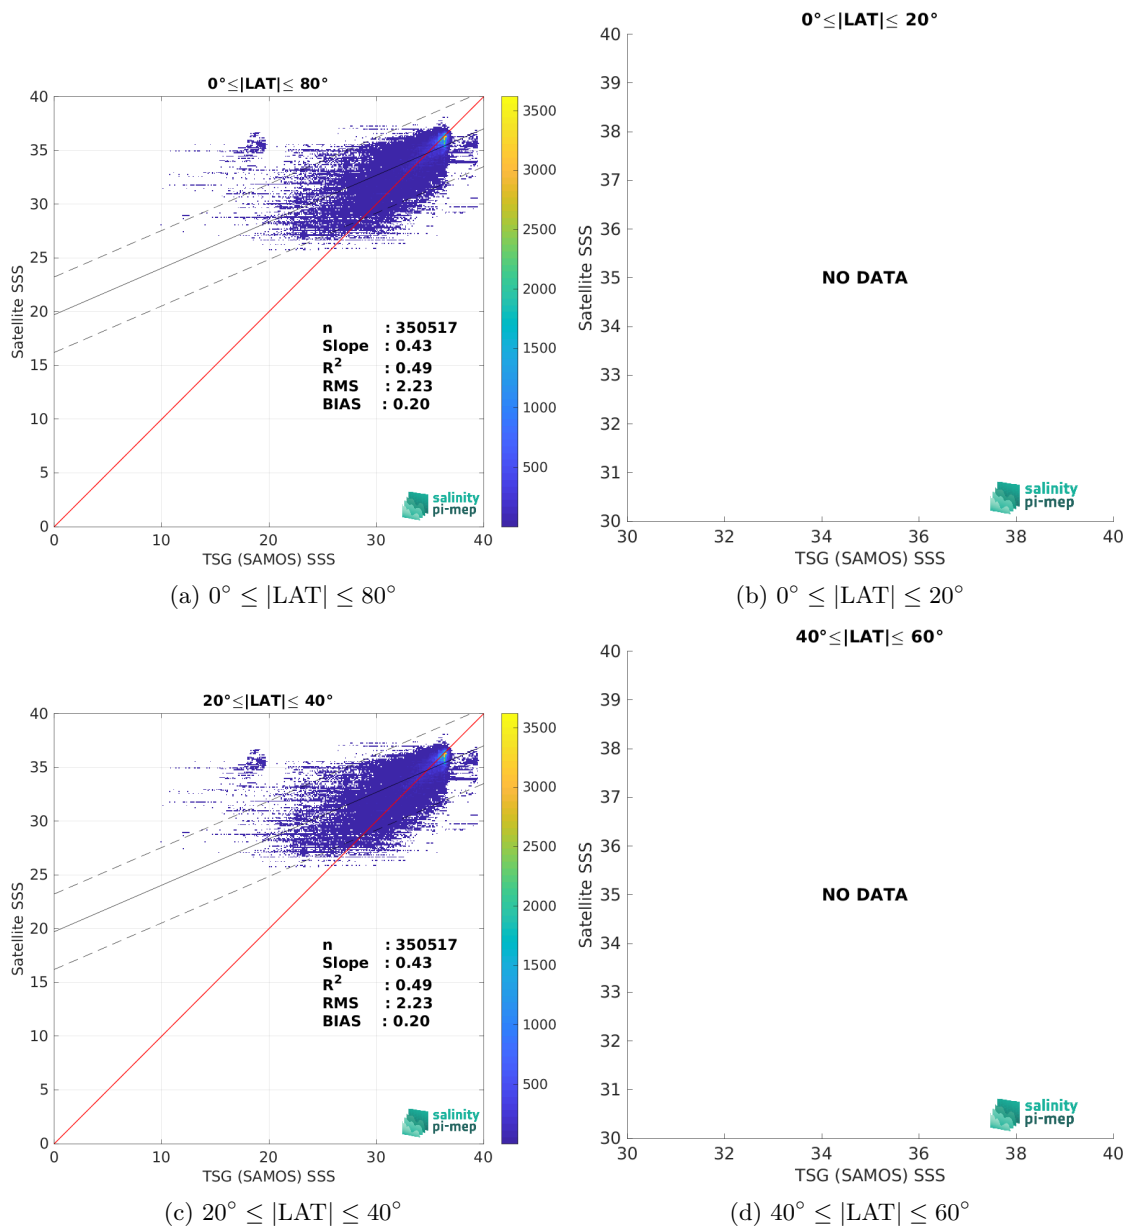 0°≤|LAT|≤ 80°
40
35
30
25
20
15
10
5
0
Satellite SSS
n : 350517
Slope : 0.43
R² : 0.49
RMS : 2.23
BIAS : 0.20
salinity
pi-mep
0 10 20 30 40
TSG (SAMOS) SSS
3500
3000
2500
2000
1500
1000
500
(a) 0° ≤ |LAT| ≤ 80°
0°≤|LAT|≤ 20°
40
39
38
37
36
35
34
33
32
31
30
Satellite SSS
NO DATA
salinity
pi-mep
30 32 34 36 38 40
TSG (SAMOS) SSS
(b) 0° ≤ |LAT| ≤ 20°
20°≤|LAT|≤ 40°
40
35
30
25
20
15
10
5
0
Satellite SSS
n : 350517
Slope : 0.43
R² : 0.49
RMS : 2.23
BIAS : 0.20
salinity
pi-mep
0 10 20 30 40
TSG (SAMOS) SSS
3500
3000
2500
2000
1500
1000
500
(c) 20° ≤ |LAT| ≤ 40°
40°≤|LAT|≤ 60°
40
39
38
37
36
35
34
33
32
31
30
Satellite SSS
NO DATA
salinity
pi-mep
30 32 34 36 38 40
TSG (SAMOS) SSS
(d) 40° ≤ |LAT| ≤ 60°